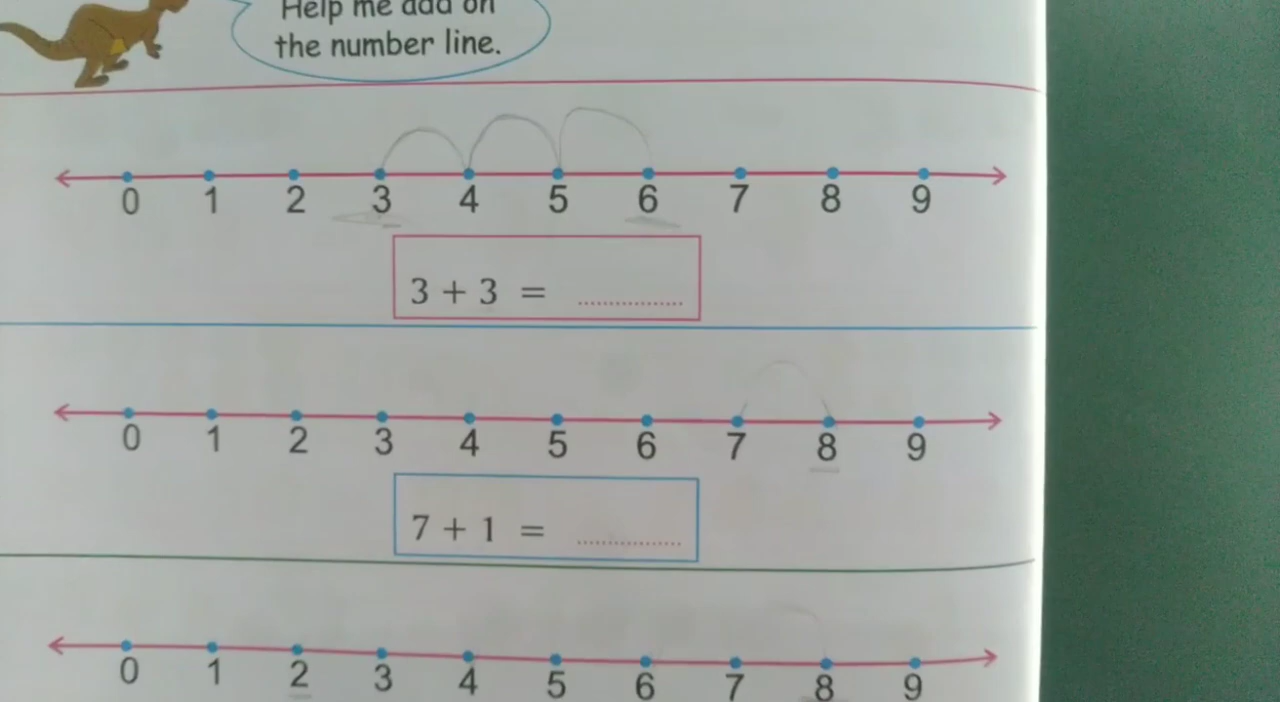 Help me add on
the number line.
0 1 2 3 4 5 6 7 8 9
3 + 3 = ...............
0 1 2 3 4 5 6 7 8 9
7 + 1 = ...............
0 1 2 3 4 5 6 7 8 9